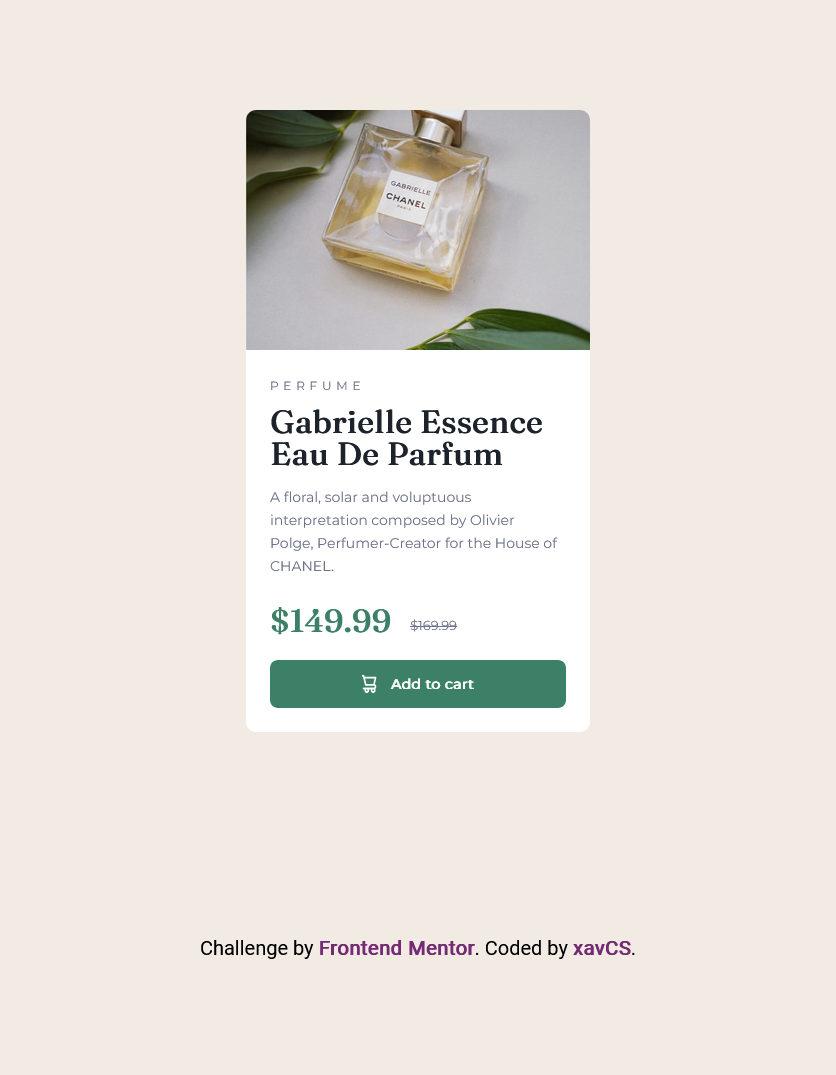 GABRIELLE
CHANEL
PARIS
PERFUME
Gabrielle Essence
Eau De Parfum
A floral, solar and voluptuous
interpretation composed by Olivier
Polge, Perfumer-Creator for the House of
CHANEL.
$149.99 $169.99
Add to cart
Challenge by Frontend Mentor. Coded by xavCS.